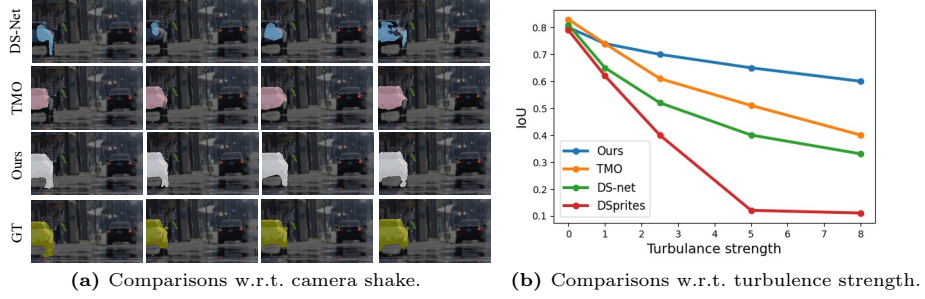 DS-Net
TMO
Ours
GT
(a) Comparisons w.r.t. camera shake.
IoU
0.8
0.7
0.6
0.5
0.4
0.3
0.2
0.1
Ours
TMO
DS-net
DSprites
0 1 2 3 4 5 6 7 8
Turbulance strength
(b) Comparisons w.r.t. turbulence strength.